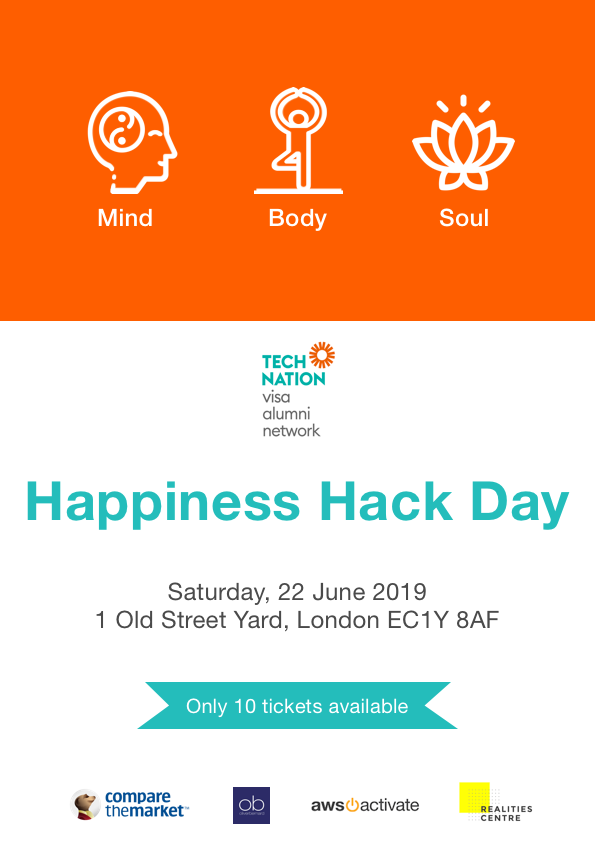 Mind
Body
Soul
TECH
NATION
visa
alumni
network
Happiness Hack Day
Saturday, 22 June 2019
1 Old Street Yard, London EC1Y 8AF
Only 10 tickets available
compare
themarket™
ob
aws activate
REALITIES
CENTRE